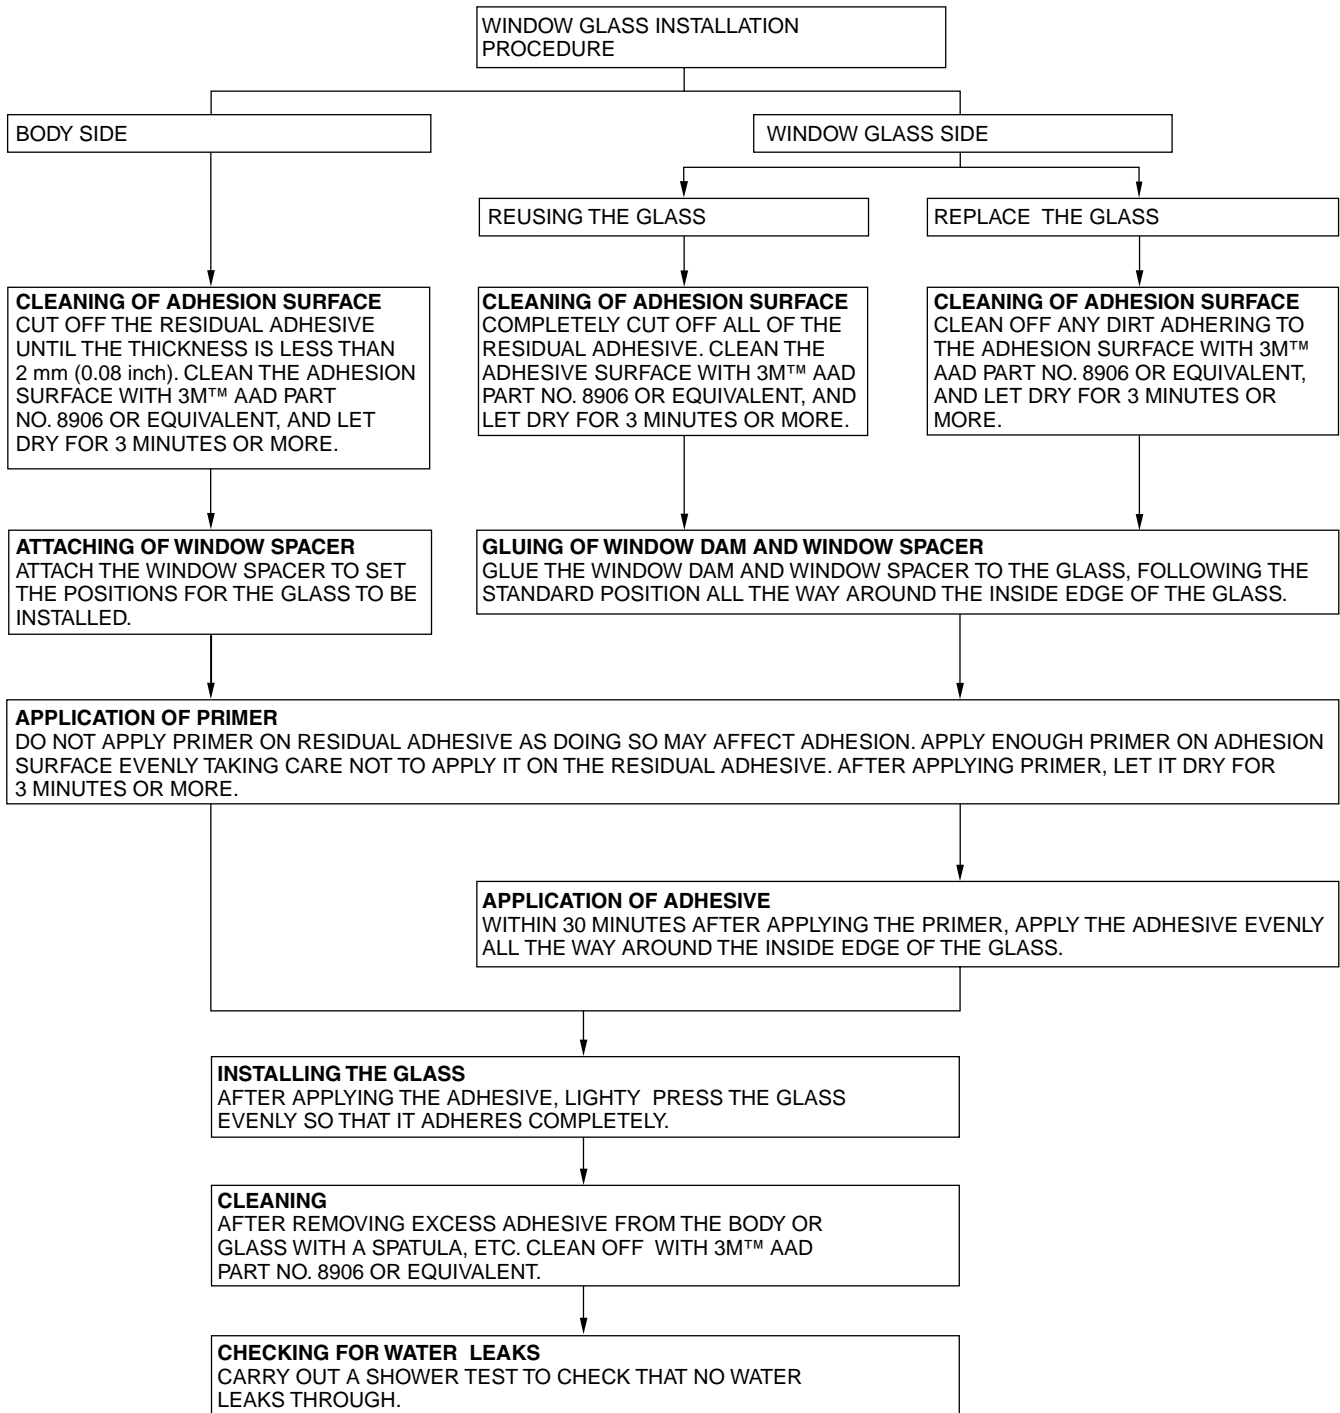 WINDOW GLASS INSTALLATION
PROCEDURE
BODY SIDE
WINDOW GLASS SIDE
REUSING THE GLASS
REPLACE THE GLASS
CLEANING OF ADHESION SURFACE
CUT OFF THE RESIDUAL ADHESIVE
UNTIL THE THICKNESS IS LESS THAN
2 mm (0.08 inch). CLEAN THE ADHESION
SURFACE WITH 3M™ AAD PART
NO. 8906 OR EQUIVALENT, AND LET
DRY FOR 3 MINUTES OR MORE.
CLEANING OF ADHESION SURFACE
COMPLETELY CUT OFF ALL OF THE
RESIDUAL ADHESIVE. CLEAN THE
ADHESIVE SURFACE WITH 3M™ AAD
PART NO. 8906 OR EQUIVALENT, AND
LET DRY FOR 3 MINUTES OR MORE.
CLEANING OF ADHESION SURFACE
CLEAN OFF ANY DIRT ADHERING TO
THE ADHESION SURFACE WITH 3M™
AAD PART NO. 8906 OR EQUIVALENT,
AND LET DRY FOR 3 MINUTES OR
MORE.
ATTACHING OF WINDOW SPACER
ATTACH THE WINDOW SPACER TO SET
THE POSITIONS FOR THE GLASS TO BE
INSTALLED.
GLUING OF WINDOW DAM AND WINDOW SPACER
GLUE THE WINDOW DAM AND WINDOW SPACER TO THE GLASS, FOLLOWING THE
STANDARD POSITION ALL THE WAY AROUND THE INSIDE EDGE OF THE GLASS.
APPLICATION OF PRIMER
DO NOT APPLY PRIMER ON RESIDUAL ADHESIVE AS DOING SO MAY AFFECT ADHESION. APPLY ENOUGH PRIMER ON ADHESION
SURFACE EVENLY TAKING CARE NOT TO APPLY IT ON THE RESIDUAL ADHESIVE. AFTER APPLYING PRIMER, LET IT DRY FOR
3 MINUTES OR MORE.
APPLICATION OF ADHESIVE
WITHIN 30 MINUTES AFTER APPLYING THE PRIMER, APPLY THE ADHESIVE EVENLY
ALL THE WAY AROUND THE INSIDE EDGE OF THE GLASS.
INSTALLING THE GLASS
AFTER APPLYING THE ADHESIVE, LIGHTY PRESS THE GLASS
EVENLY SO THAT IT ADHERES COMPLETELY.
CLEANING
AFTER REMOVING EXCESS ADHESIVE FROM THE BODY OR
GLASS WITH A SPATULA, ETC. CLEAN OFF WITH 3M™ AAD
PART NO. 8906 OR EQUIVALENT.
CHECKING FOR WATER LEAKS
CARRY OUT A SHOWER TEST TO CHECK THAT NO WATER
LEAKS THROUGH.